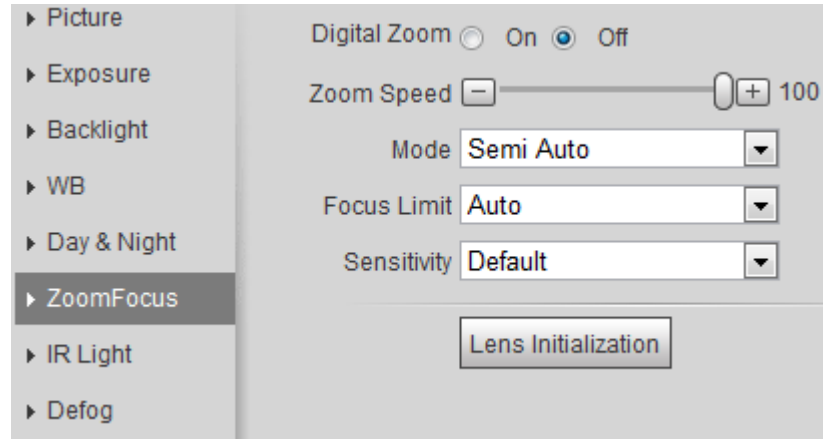 Picture
Exposure
Backlight
WB
Day & Night
ZoomFocus
IR Light
Defog
Digital Zoom On Off
Zoom Speed 100
Mode Semi Auto
Focus Limit Auto
Sensitivity Default
Lens Initialization